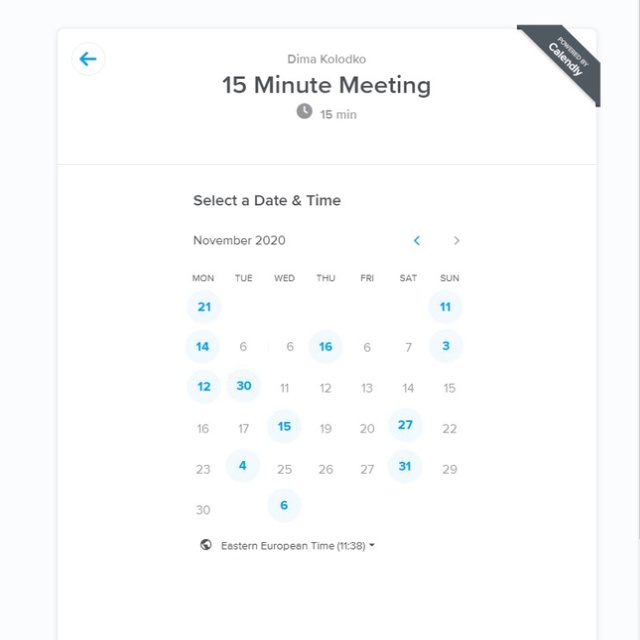 POWERED BY
Calendly
Dima Kolodko
15 Minute Meeting
15 min
Select a Date & Time
November 2020
MON TUE WED THU FRI SAT SUN
21 11
14 6 6 16 6 7 3
12 30 11 12 13 14 15
16 17 15 19 20 27 22
23 4 25 26 27 31 29
30 6
Eastern European Time (11:38)